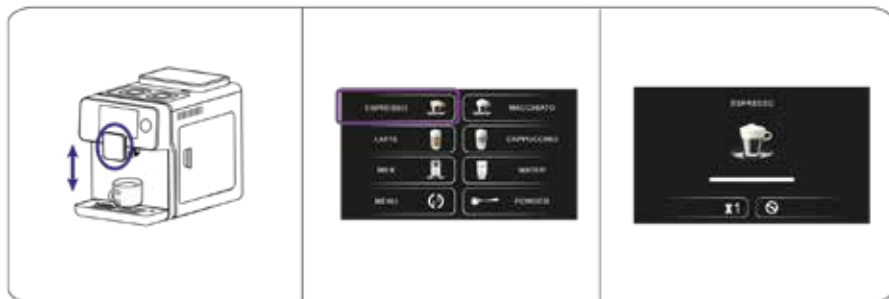 ESPRESSO
MACCHIATO
LATTE
CAPPUCCINO
MILK
WATER
MENU
POWDER
ESPRESSO
x1